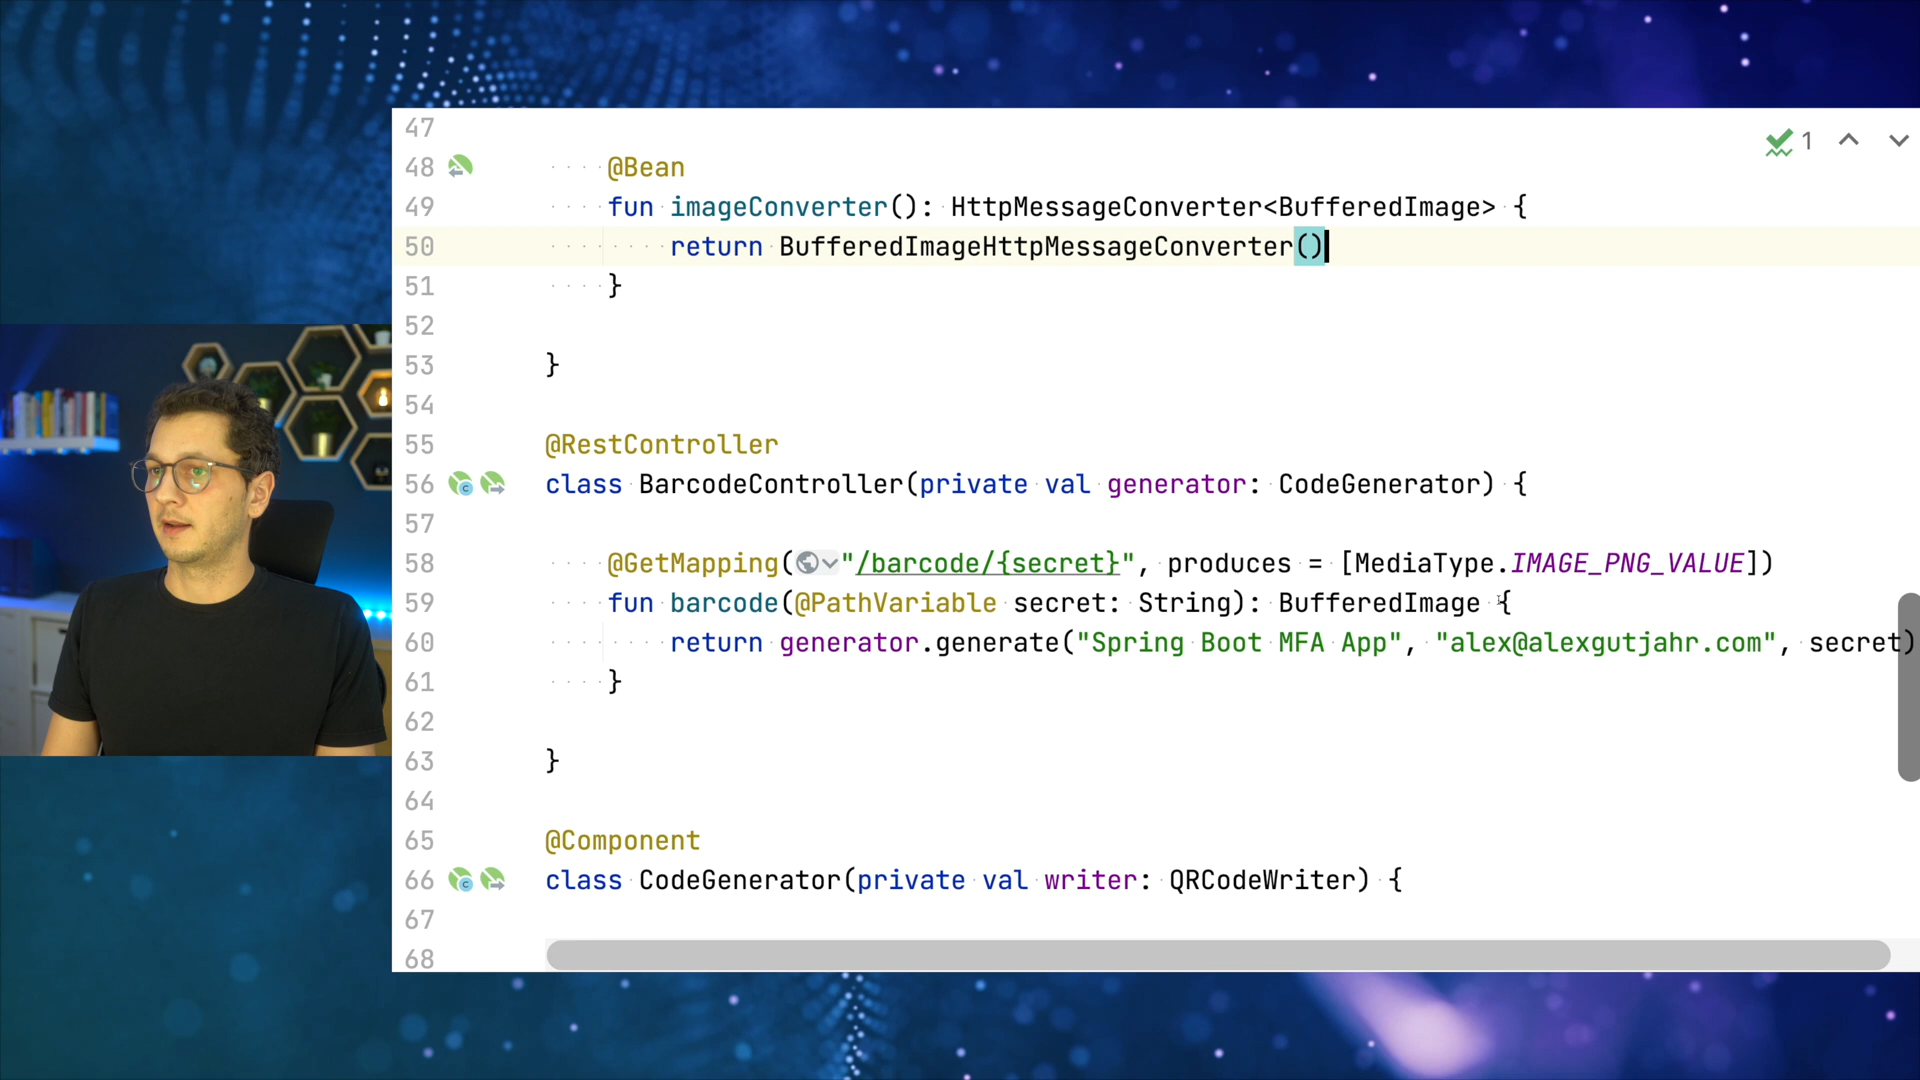 47
1
48 @Bean
49 fun imageConverter(): HttpMessageConverter<BufferedImage> {
50 return BufferedImageHttpMessageConverter()
51 }
52
53 }
54
55 @RestController
56 class BarcodeController(private val generator: CodeGenerator) {
57
58 @GetMapping("/barcode/{secret}", produces = [MediaType.IMAGE_PNG_VALUE])
59 fun barcode(@PathVariable secret: String): BufferedImage {
60 return generator.generate("Spring Boot MFA App", "alex@alexgutjahr.com", secret)
61 }
62
63 }
64
65 @Component
66 class CodeGenerator(private val writer: QRCodeWriter) {
67
68